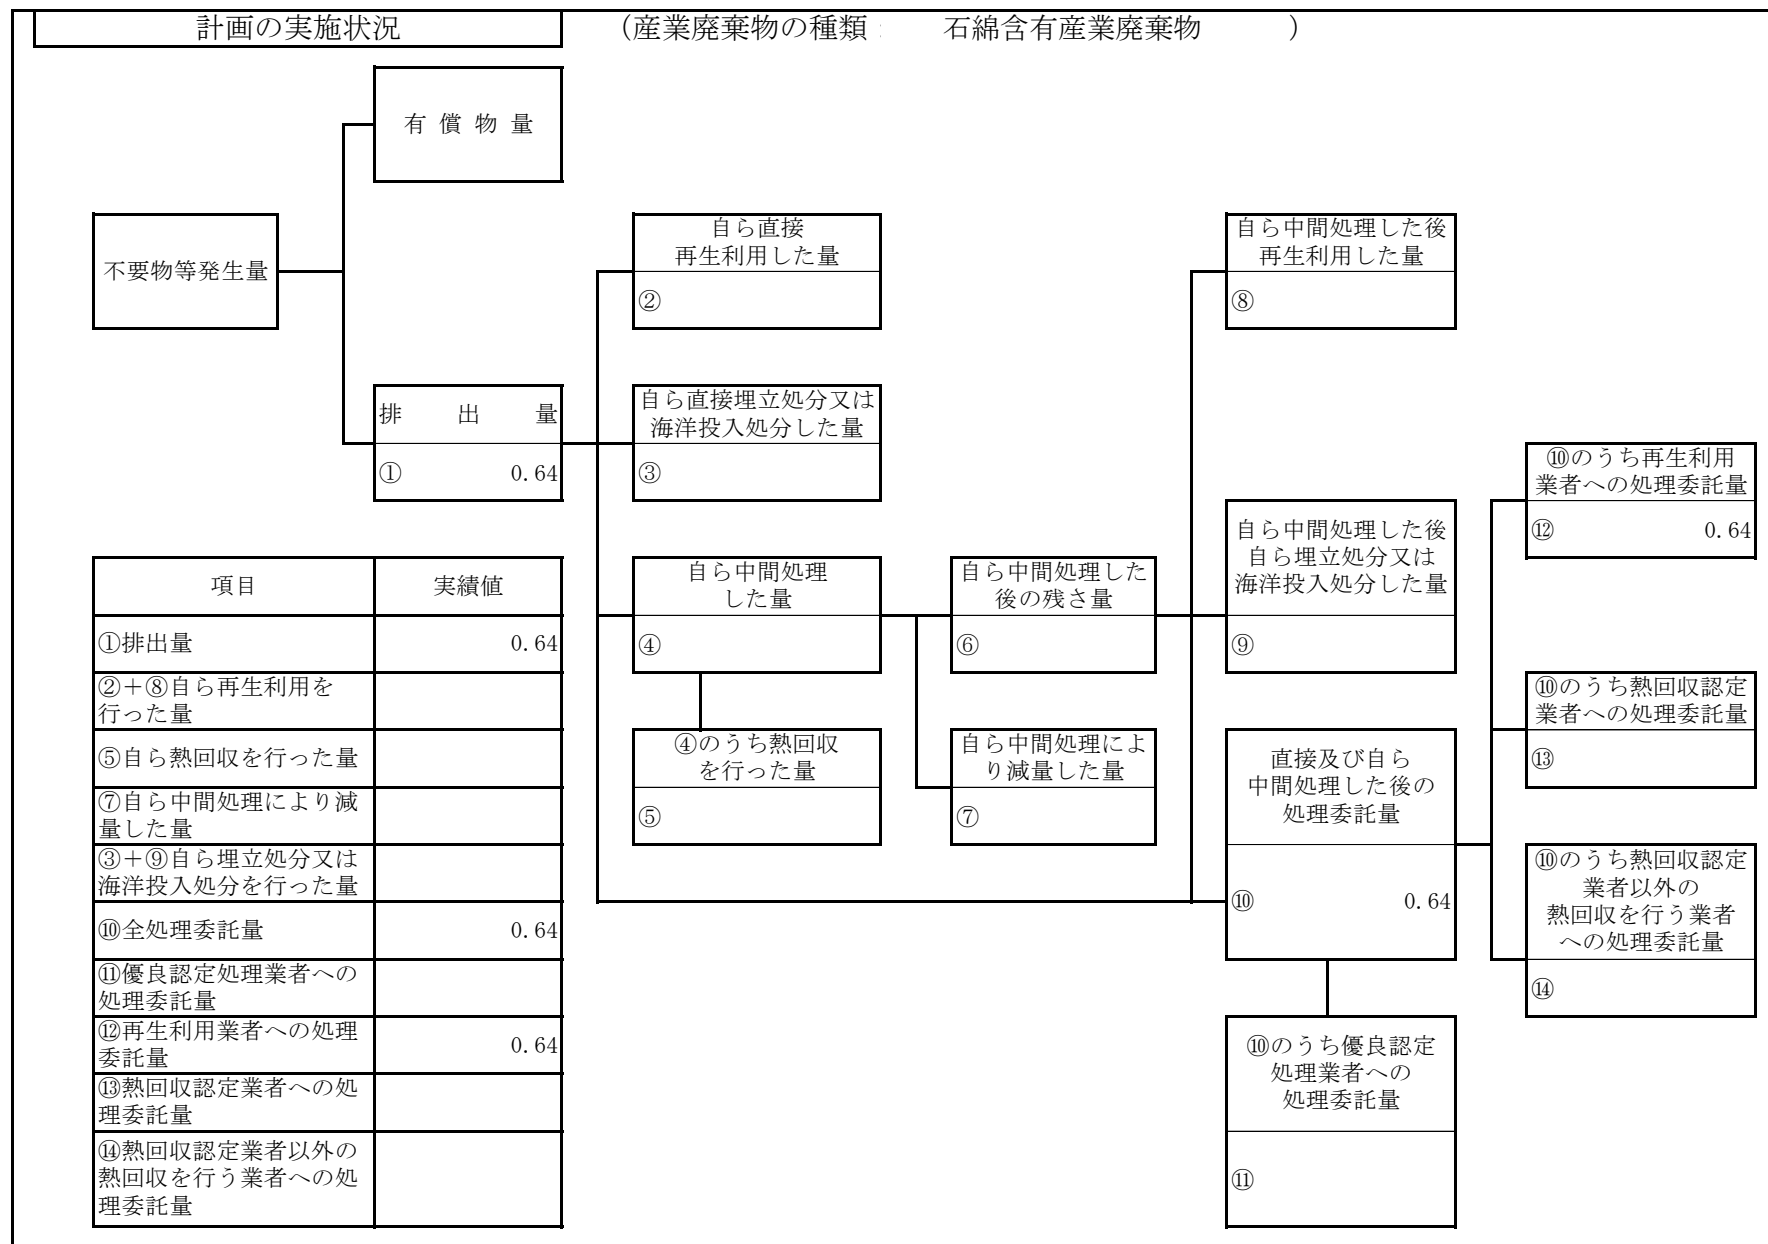 計画の実施状況 （産業廃棄物の種類： 石綿含有産業廃棄物 ）
有償物量
不要物等発生量
排出量
① 0.64
自ら直接
再生利用した量
②
自ら直接埋立処分又は
海洋投入処分した量
③
自ら中間処理
した量
④
④のうち熱回収
を行った量
⑤
自ら中間処理した
後の残さ量
⑥
自ら中間処理によ
り減量した量
⑦
自ら中間処理した後
再生利用した量
⑧
自ら中間処理した後
自ら埋立処分又は
海洋投入処分した量
⑨
直接及び自ら
中間処理した後の
処理委託量
⑩ 0.64
⑩のうち優良認定
処理業者への
処理委託量
⑪
⑩のうち再生利用
業者への処理委託量
⑫ 0.64
⑩のうち熱回収認定
業者への処理委託量
⑬
⑩のうち熱回収認定
業者以外の
熱回収を行う業者
への処理委託量
⑭
項目 実績値
①排出量 0.64
②＋⑧自ら再生利用を
行った量
⑤自ら熱回収を行った量
⑦自ら中間処理により減
量した量
③＋⑨自ら埋立処分又は
海洋投入処分を行った量
⑩全処理委託量 0.64
⑪優良認定処理業者への
処理委託量
⑫再生利用業者への処理
委託量 0.64
⑬熱回収認定業者への処
理委託量
⑭熱回収認定業者以外の
熱回収を行う業者への処
理委託量